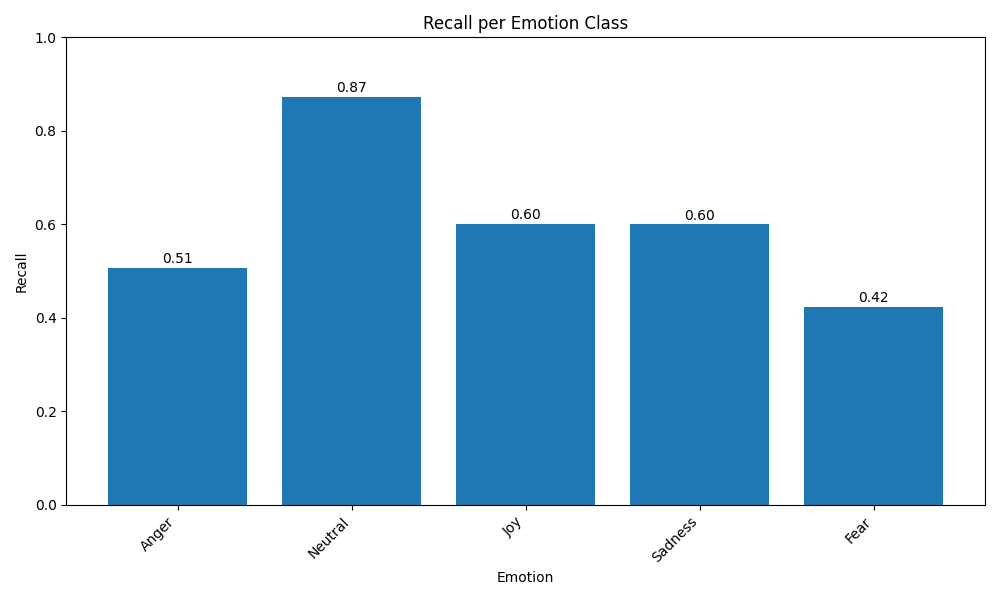 Recall per Emotion Class
1.0
0.8
0.6
0.4
0.2
0.0
Recall
0.51
0.87
0.60
0.60
0.42
Anger
Neutral
Joy
Sadness
Fear
Emotion